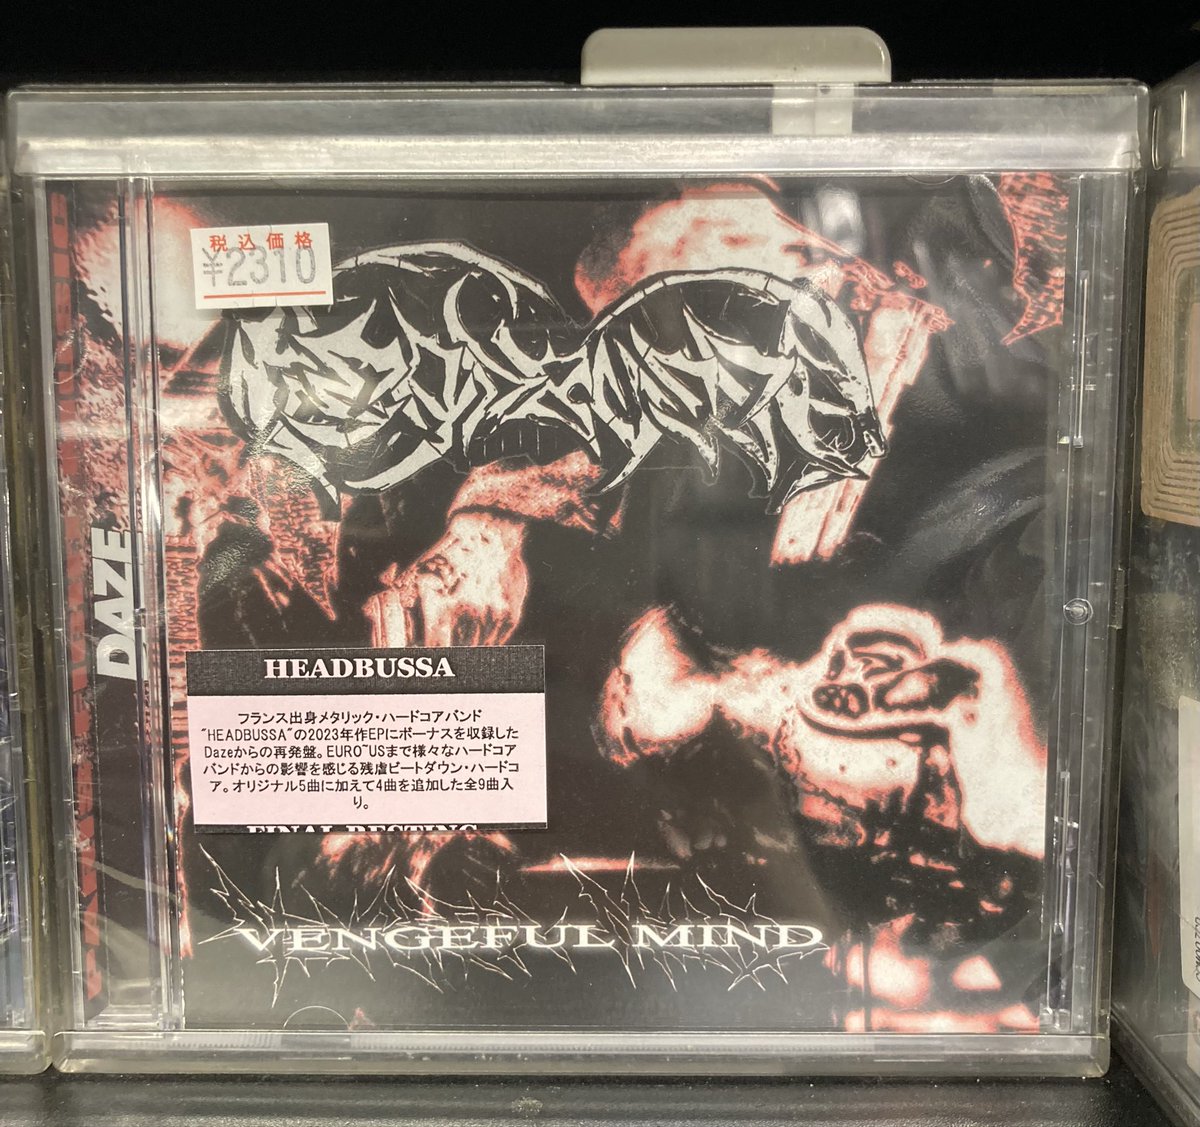 税込価格
¥2310
DAZE
HEADBUSSA
フランス出身メタリック・ハードコアバンド
"HEADBUSSA"の2023年作EPにボーナスを収録した
Dazeからの再発盤。EURO~USまで様々なハードコア
バンドからの影響を感じる残虐ビートダウン・ハードコ
ア。オリジナル5曲に加えて4曲を追加した全9曲入
り。
FINAL RESTING
VENGEFUL MIND